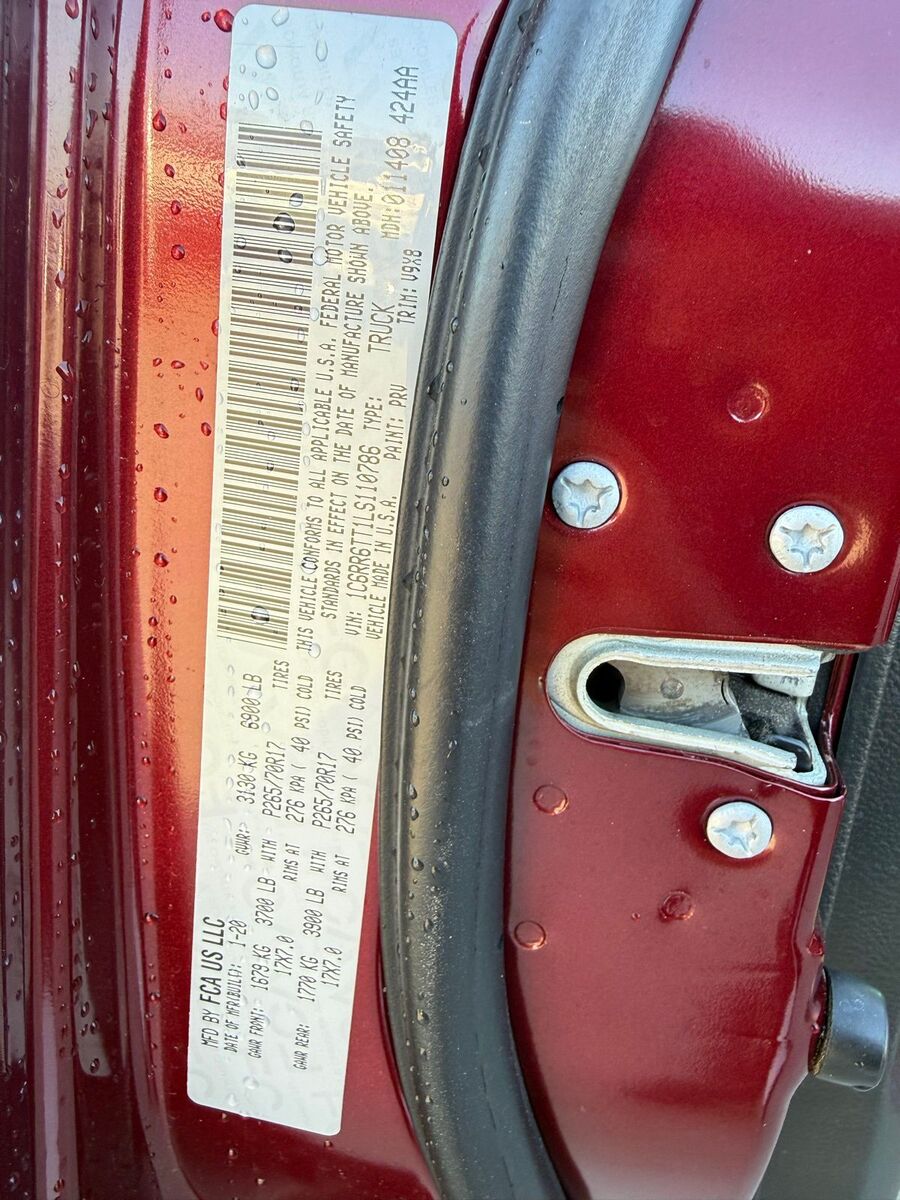 MFD BY FCA US LLC
DATE OF MFR(BUILT): 1-20 GVWR: 3130 KG ( 6900 LB
GAWR FRONT: 1679 KG ( 3700 LB WITH P265/70R17 TIRES
17X7.0 RIMS AT 276 KPA ( 40 PSI) COLD
GAWR REAR: 1770 KG ( 3900 LB WITH P265/70R17 TIRES
17X7.0 RIMS AT 276 KPA ( 40 PSI) COLD
THIS VEHICLE CONFORMS TO ALL APPLICABLE U.S.A. FEDERAL MOTOR VEHICLE SAFETY
STANDARDS IN EFFECT ON THE DATE OF MANUFACTURE SHOWN ABOVE.
VIN: 1C6RR6TT1LS110786 TYPE: TRUCK MDH: 011408 424AA
VEHICLE MADE IN U.S.A. PAINT: PRV TRIM: V9X8